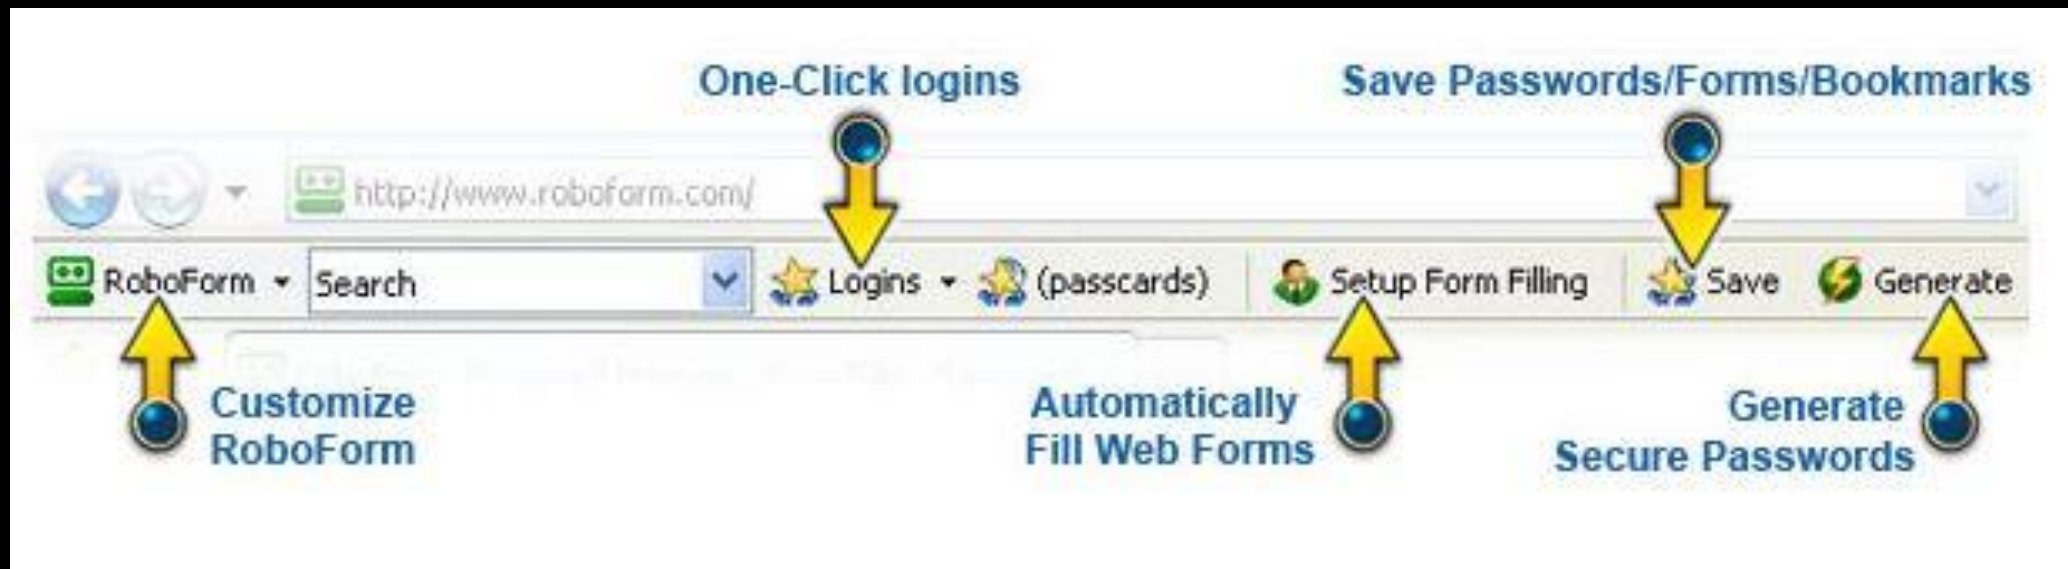 One-Click logins
Save Passwords/Forms/Bookmarks
http://www.roboform.com/
RoboForm
Search
Logins
(passcards)
Setup Form Filling
Save
Generate
Customize
RoboForm
Automatically
Fill Web Forms
Generate
Secure Passwords